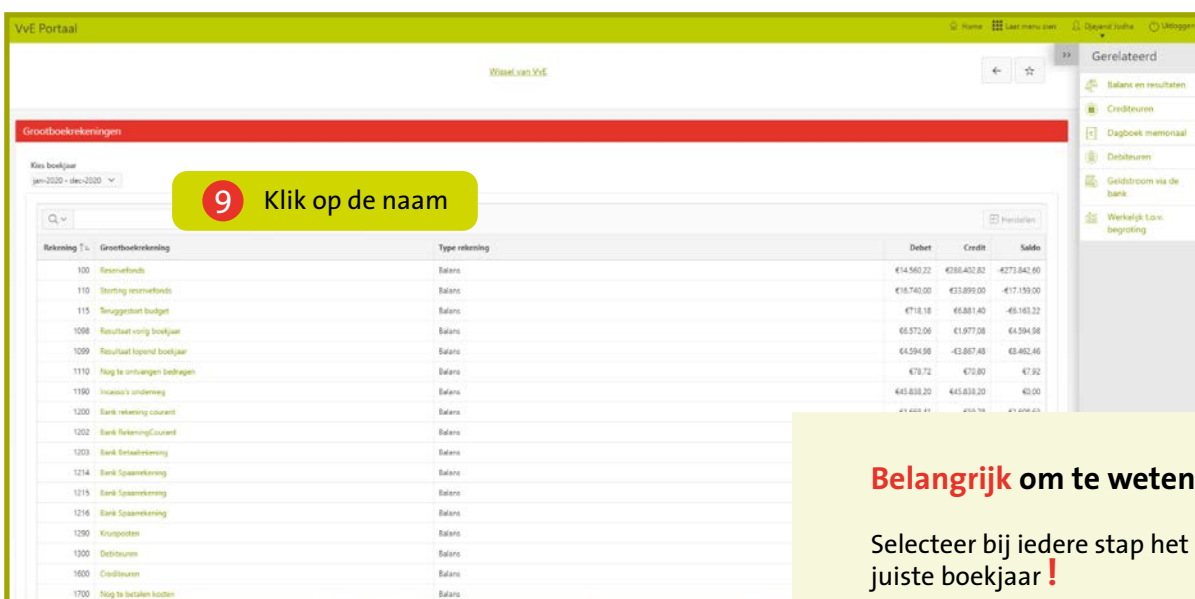 VvE Portaal
Home Laat menu zien Djayand Jodha Uitloggen
Wissel van VvE
Gerelateerd
Balans en resultaten
Crediteuren
Dagboek memoriaal
Debiteuren
Geldstroom via de
bank
Werkelijk t.o.v.
begroting
Grootboekrekeningen
Kies boekjaar
jan-2020 - dec-2020
9 Klik op de naam
Herstellen
Rekening Grootboekrekening Type rekening Debet Credit Saldo
100 Reservefonds Balans €14.560,22 €288.402,82 -€273.842,60
110 Storting reservefonds Balans €16.740,00 €33.899,00 -€17.159,00
115 Teruggestort budget Balans €718,18 €6.881,40 -€6.163,22
1098 Resultaat vorig boekjaar Balans €6.572,06 €1.977,08 €4.594,98
1099 Resultaat lopend boekjaar Balans €4.594,98 -€3.867,48 €8.462,46
1110 Nog te ontvangen bedragen Balans €78,72 €70,80 €7,92
1190 Incasso's onderweg Balans €45.838,20 €45.838,20 €0,00
1200 Bank rekening courant Balans
1202 Bank RekeningCourant Balans
1203 Bank Betaalrekening Balans
1214 Bank Spaarrekening Balans
1215 Bank Spaarrekening Balans
1216 Bank Spaarrekening Balans
1290 Kruisposten Balans
1300 Debiteuren Balans
1600 Crediteuren Balans
1700 Nog te betalen kosten Balans
Belangrijk om te weten
Selecteer bij iedere stap het
juiste boekjaar !